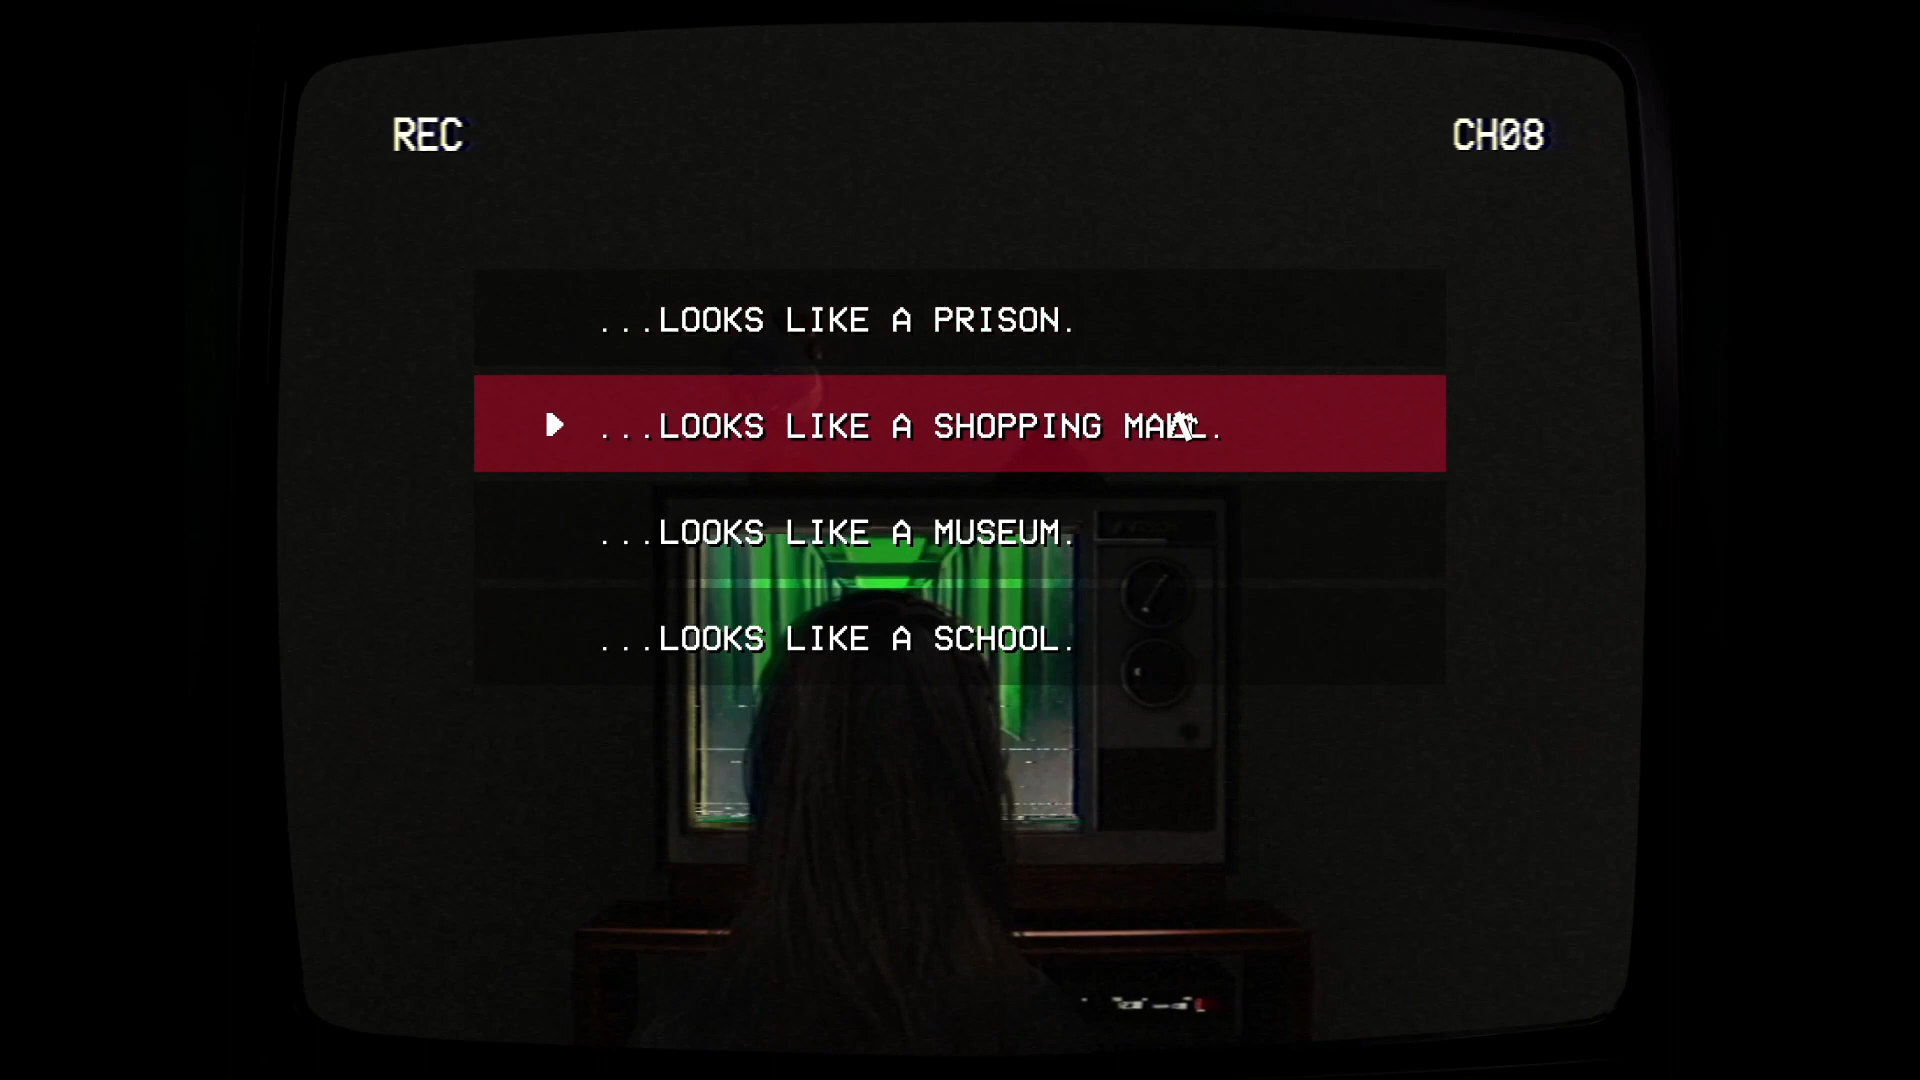 REC
CH08
...LOOKS LIKE A PRISON.
...LOOKS LIKE A SHOPPING MALL.
...LOOKS LIKE A MUSEUM.
...LOOKS LIKE A SCHOOL.